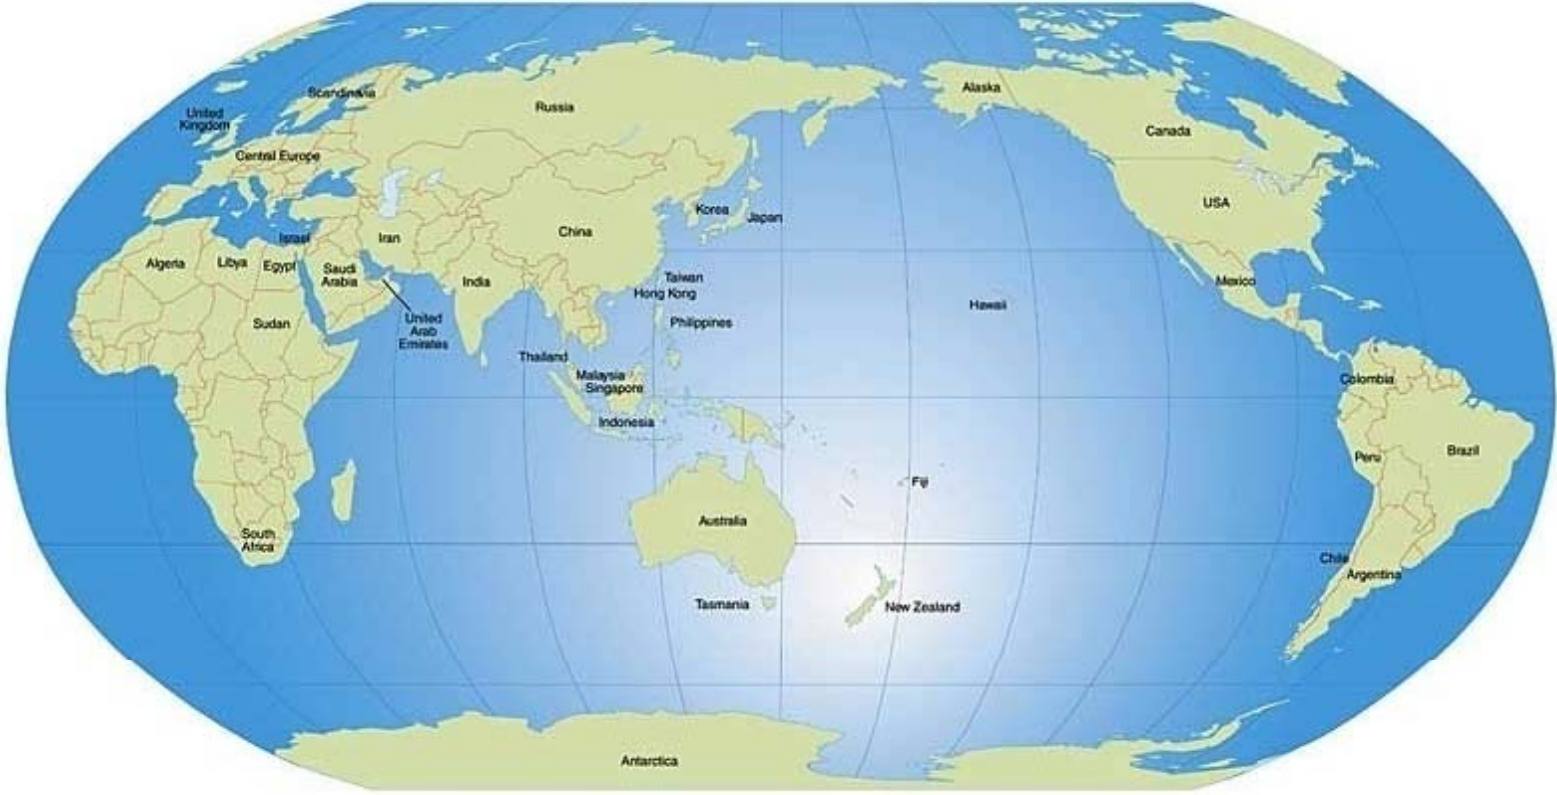 Scandinavia
United
Kingdom
Central Europe
Russia
Alaska
Canada
USA
Mexico
Hawaii
Korea
Japan
China
Taiwan
Hong Kong
Philippines
Israel
Iran
Algeria
Libya
Egypt
Saudi
Arabia
India
Sudan
United
Arab
Emirates
Thailand
Malaysia
Singapore
Indonesia
Colombia
Peru
Brazil
Fiji
Australia
South
Africa
Chile
Argentina
Tasmania
New Zealand
Antarctica